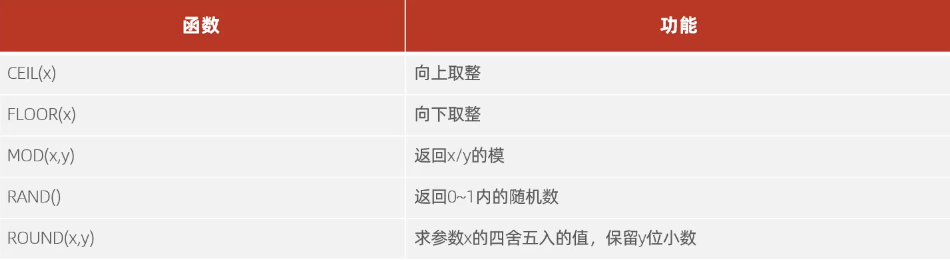 函数 功能
CEIL(x) 向上取整
FLOOR(x) 向下取整
MOD(x,y) 返回x/y的模
RAND() 返回0~1内的随机数
ROUND(x,y) 求参数x的四舍五入的值，保留y位小数